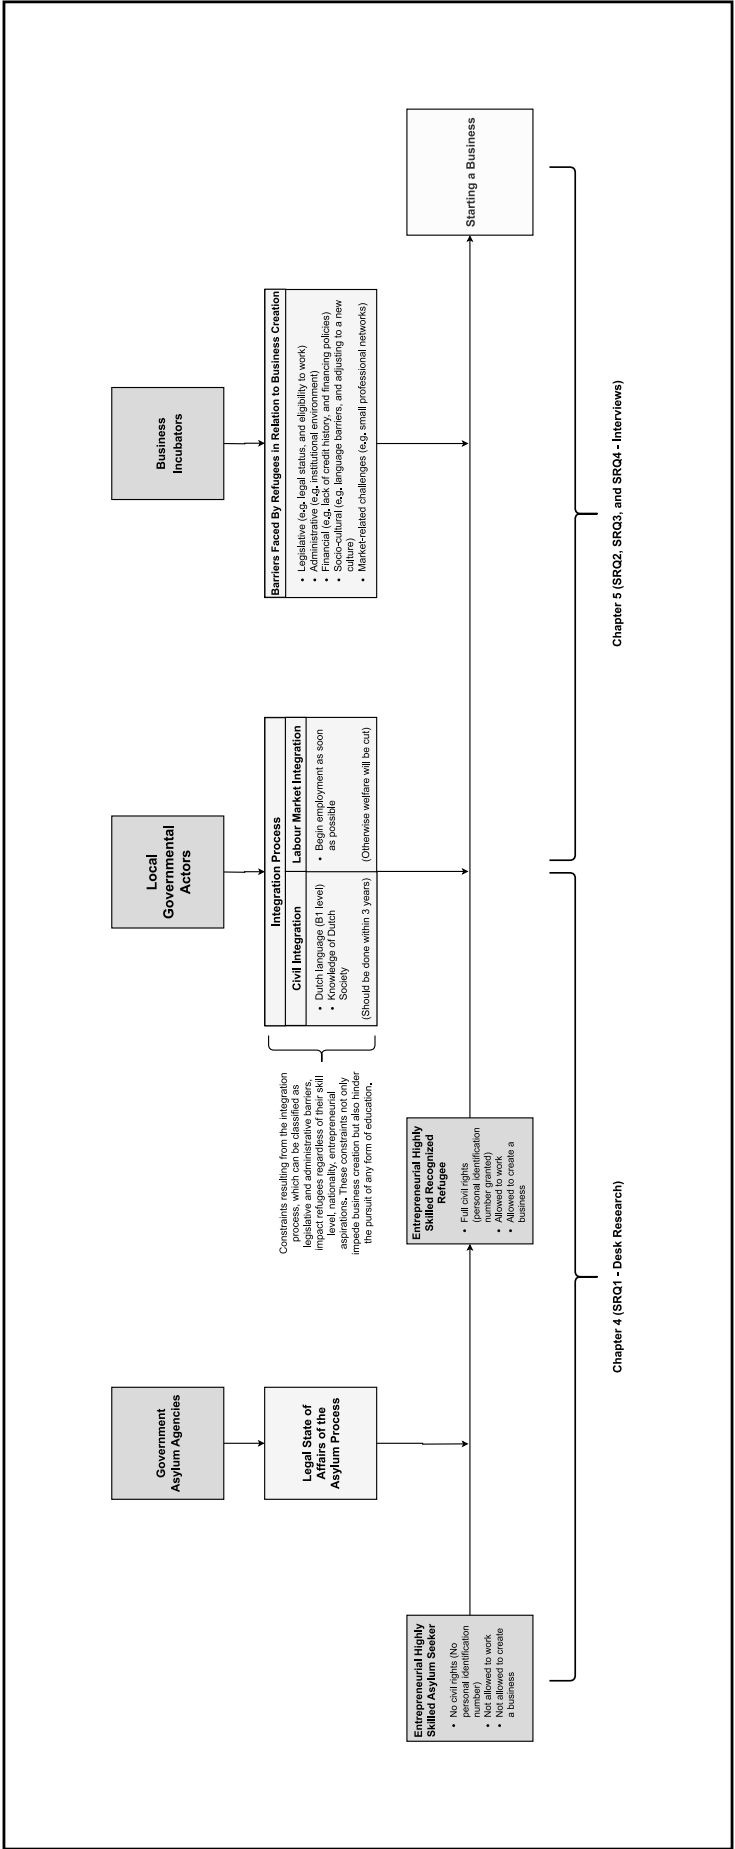 Government
Asylum Agencies
Local
Governmental
Actors
Business
Incubators
Legal State of
Affairs of the
Asylum Process
Constraints resulting from the integration
process, which can be classified as
legislative and administrative barriers,
impact refugees regardless of their skill
level, nationality, entrepreneurial
aspirations. These constraints not only
impede business creation but also hinder
the pursuit of any form of education.
Integration Process
Civil Integration
• Dutch language (B1 level)
• Knowledge of Dutch
Society
(Should be done within 3 years)
Labour Market Integration
• Begin employment as soon
as possible
(Otherwise welfare will be cut)
Barriers Faced By Refugees in Relation to Business Creation
• Legislative (e.g. legal status, and eligibility to work)
• Administrative (e.g. institutional environment)
• Financial (e.g. lack of credit history, and financing policies)
• Socio-cultural (e.g. language barriers, and adjusting to a new
culture)
• Market-related challenges (e.g. small professional networks)
Entrepreneurial Highly
Skilled Asylum Seeker
• No civil rights (No
personal identification
number)
• Not allowed to work
• Not allowed to create
a business
Entrepreneurial Highly
Skilled Recognized
Refugee
• Full civil rights
(personal identification
number granted)
• Allowed to work
• Allowed to create a
business
Starting a Business
Chapter 4 (SRQ1 - Desk Research)
Chapter 5 (SRQ2, SRQ3, and SRQ4 - Interviews)